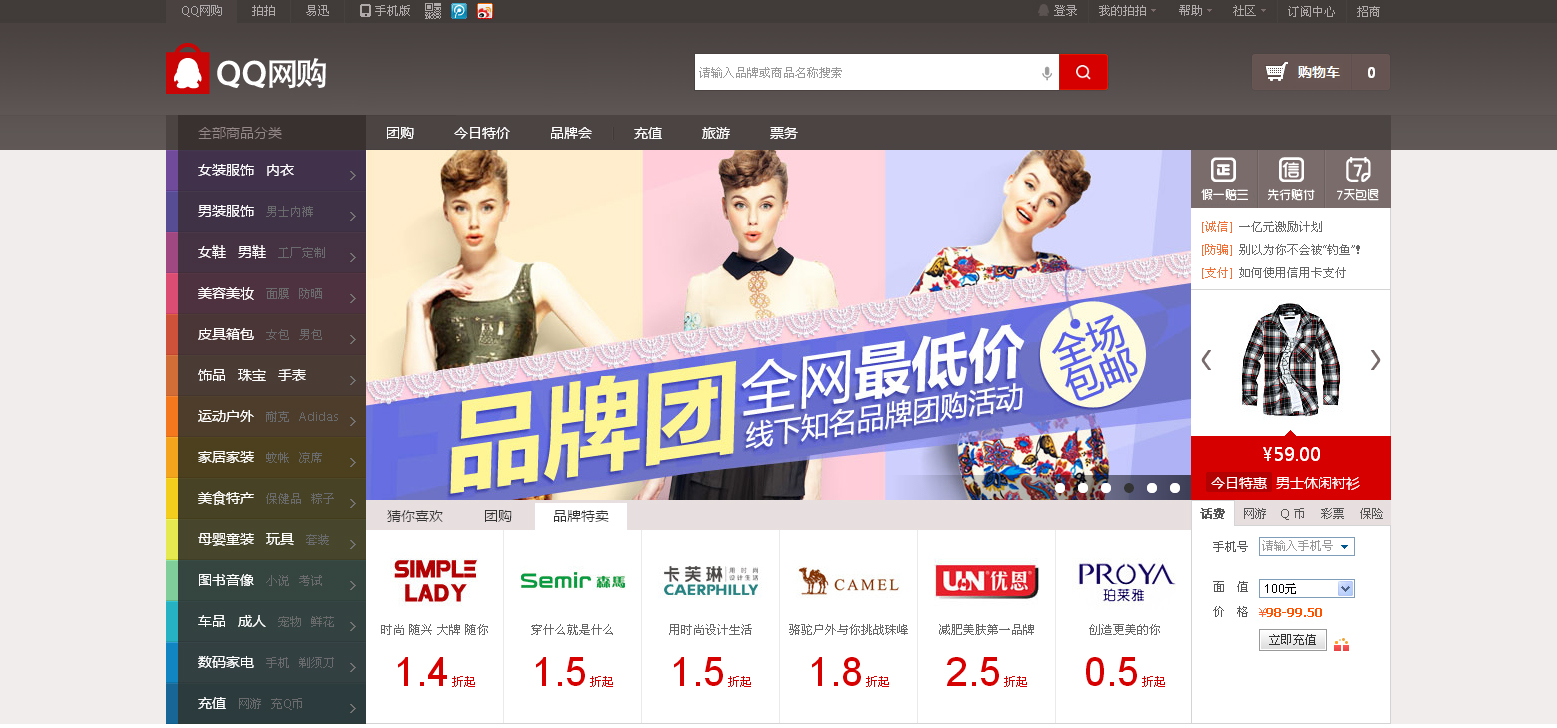 QQ网购 拍拍 易迅 手机版 登录 我的拍拍 帮助 社区 订阅中心 招商
QQ网购 请输入品牌或商品名称搜索 购物车 0
全部商品分类 团购 今日特价 品牌会 充值 旅游 票务
女装服饰 内衣
男装服饰 男士内裤
女鞋 男鞋 工厂定制
美容美妆 面膜 防晒
皮具箱包 女包 男包
饰品 珠宝 手表
运动户外 耐克 Adidas
家居家装 蚊帐 凉席
美食特产 保健品 粽子
母婴童装 玩具 套装
图书音像 小说 考试
车品 成人 宠物 鲜花
数码家电 手机 剃须刀
充值 网游 充Q币
品牌团 全网最低价
线下知名品牌团购活动
全场
包邮
正 信 7
假一赔三 先行赔付 7天包退
[诚信] 一亿元激励计划
[防骗] 别以为你不会被“钓鱼”!
[支付] 如何使用信用卡支付
¥59.00
今日特惠 男士休闲衬衫
猜你喜欢 团购 品牌特卖
SIMPLE
LADY
时尚 随兴 大牌 随你
1.4折起
Semir 森馬
穿什么就是什么
1.5折起
卡芙琳 用时尚
设计生活
CAERPHILLY
用时尚设计生活
1.5折起
CAMEL
骆驼户外与你挑战珠峰
1.8折起
U&N优恩
减肥美肤第一品牌
2.5折起
PROYA
珀莱雅
创造更美的你
0.5折起
话费 网游 Q币 彩票 保险
手机号 请输入手机号
面 值 100元
价 格 ¥98-99.50
立即充值